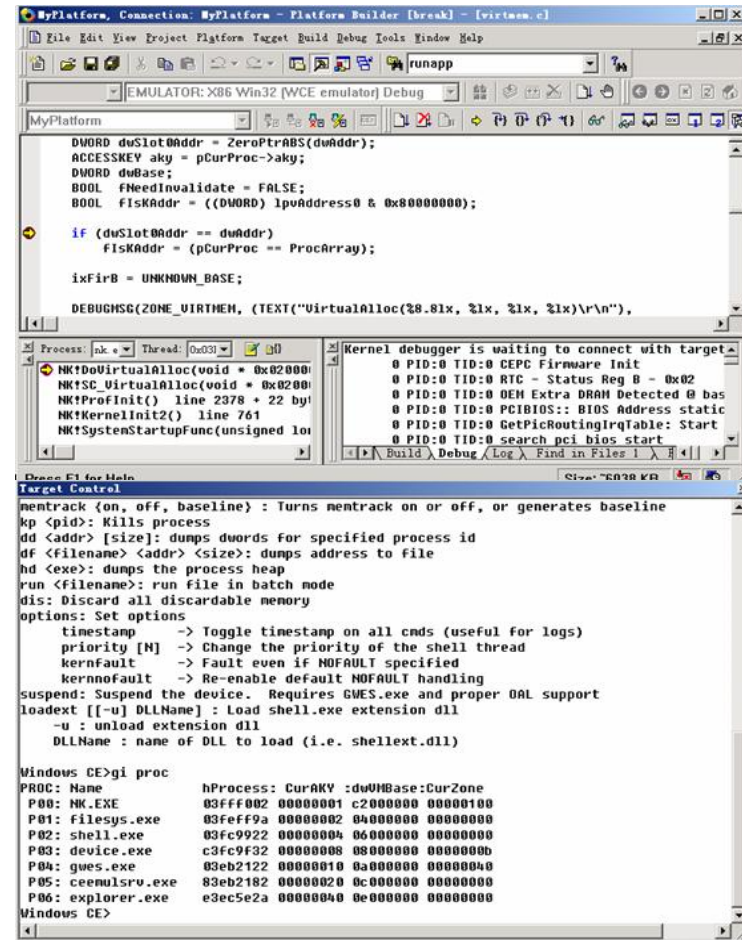 MyPlatform, Connection: MyPlatform - Platform Builder [break] - [virtmem.c]
File Edit View Project Platform Target Build Debug Tools Window Help
runapp
EMULATOR: X86 Win32 (WCE emulator) Debug
MyPlatform
DWORD dwSlot0Addr = ZeroPtrABS(dwAddr);
ACCESSKEY aky = pCurProc->aky;
DWORD dwBase;
BOOL fNeedInvalidate = FALSE;
BOOL fIsKAddr = ((DWORD) lpvAddress0 & 0x80000000);
if (dwSlot0Addr == dwAddr)
fIsKAddr = (pCurProc == ProcArray);
ixFirB = UNKNOWN_BASE;
DEBUGMSG(ZONE_VIRTMEM, (TEXT("VirtualAlloc(%8.8lx, %lx, %lx, %lx)\r\n"),
Process: nk.e Thread: 0x03
NK!DoVirtualAlloc(void * 0x02000
NK!SC_VirtualAlloc(void * 0x0200
NK!ProfInit() line 2378 + 22 by
NK!KernelInit2() line 761
NK!SystemStartupFunc(unsigned lo
Kernel debugger is waiting to connect with target
0 PID:0 TID:0 CEPC Firmware Init
0 PID:0 TID:0 RTC - Status Reg B - 0x02
0 PID:0 TID:0 OEM Extra DRAM Detected @ bas
0 PID:0 TID:0 PCIBIOS:: BIOS Address static
0 PID:0 TID:0 GetPicRoutingIrqTable: Start
0 PID:0 TID:0 search pci bios start
Build Debug Log Find in Files 1
Press F1 for Help Size: ~6038 KB
Target Control
memtrack {on, off, baseline} : Turns memtrack on or off, or generates baseline
kp <pid>: Kills process
dd <addr> [size]: dumps dwords for specified process id
df <filename> <addr> <size>: dumps address to file
hd <exe>: dumps the process heap
run <filename>: run file in batch mode
dis: Discard all discardable memory
options: Set options
timestamp -> Toggle timestamp on all cmds (useful for logs)
priority [N] -> Change the priority of the shell thread
kernfault -> Fault even if NOFAULT specified
kernnofault -> Re-enable default NOFAULT handling
suspend: Suspend the device. Requires GWES.exe and proper OAL support
loadext [[-u] DLLName] : Load shell.exe extension dll
-u : unload extension dll
DLLName : name of DLL to load (i.e. shellext.dll)
Windows CE>gi proc
PROC: Name hProcess: CurAKY :dwVMBase:CurZone
P00: NK.EXE 03fff002 00000001 c2000000 00000100
P01: filesys.exe 03feff9a 00000002 04000000 00000000
P02: shell.exe 03fc9922 00000004 06000000 00000000
P03: device.exe c3fc9f32 00000008 08000000 0000000b
P04: gwes.exe 03eb2122 00000010 0a000000 00000040
P05: ceemulsrv.exe 83eb2182 00000020 0c000000 00000000
P06: explorer.exe e3ec5e2a 00000040 0e000000 00000000
Windows CE>